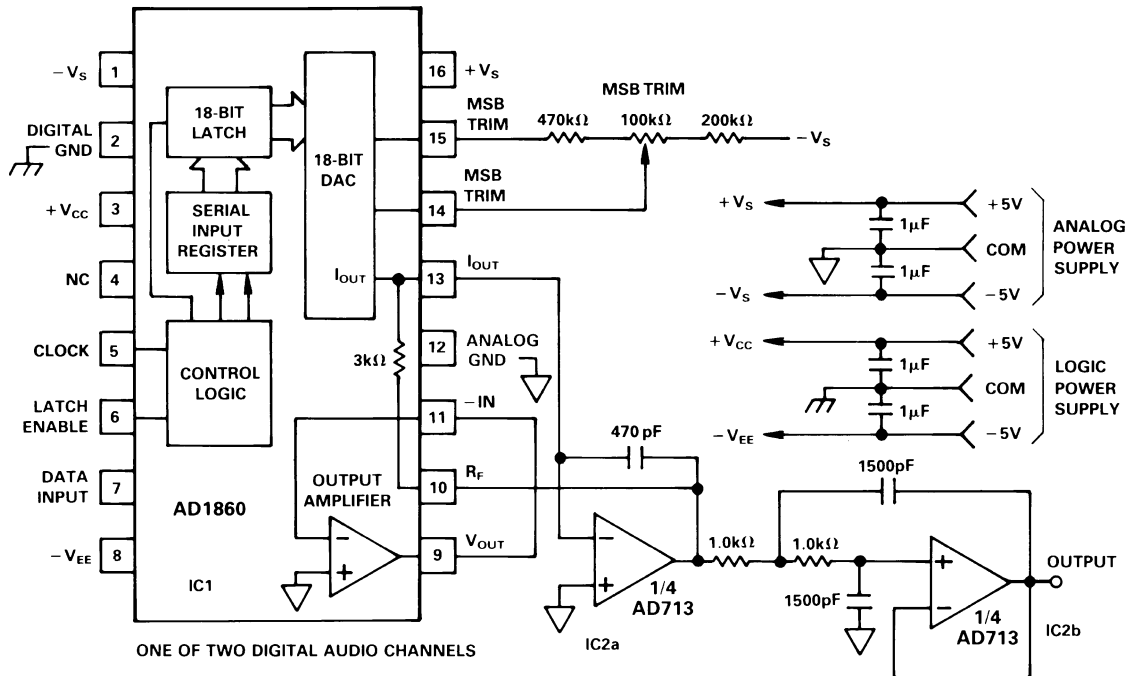 −VS 1
DIGITAL GND 2
+VCC 3
NC 4
CLOCK 5
LATCH ENABLE 6
DATA INPUT 7
−VEE 8
18-BIT LATCH
SERIAL INPUT REGISTER
CONTROL LOGIC
18-BIT DAC
IOUT
3kΩ
OUTPUT AMPLIFIER
−
+
AD1860
IC1
16 +VS
15 MSB TRIM
14 MSB TRIM
13 IOUT
12 ANALOG GND
11 −IN
10 RF
9 VOUT
MSB TRIM
470kΩ 100kΩ 200kΩ −VS
+VS 1μF +5V
COM
−VS 1μF −5V
ANALOG POWER SUPPLY
+VCC 1μF +5V
COM
−VEE 1μF −5V
LOGIC POWER SUPPLY
470 pF
−
+
1/4 AD713
IC2a
1.0kΩ 1.0kΩ
1500pF
1500pF
+
−
1/4 AD713
IC2b
OUTPUT
ONE OF TWO DIGITAL AUDIO CHANNELS